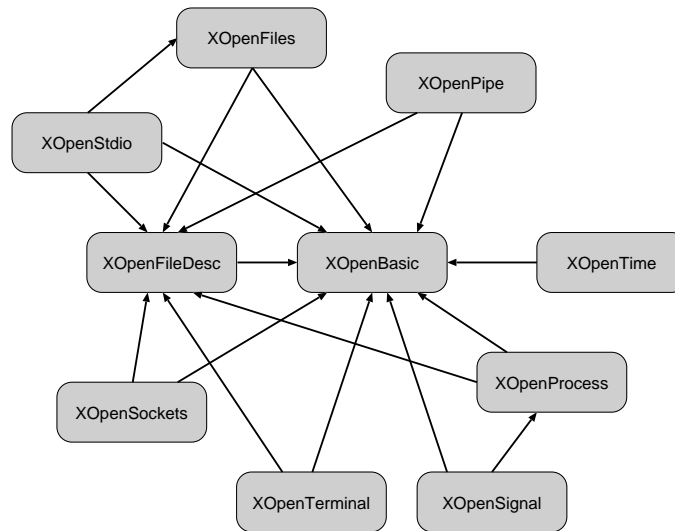 XOpenFiles
XOpenPipe
XOpenStdio
XOpenFileDesc
XOpenBasic
XOpenTime
XOpenProcess
XOpenSockets
XOpenTerminal
XOpenSignal